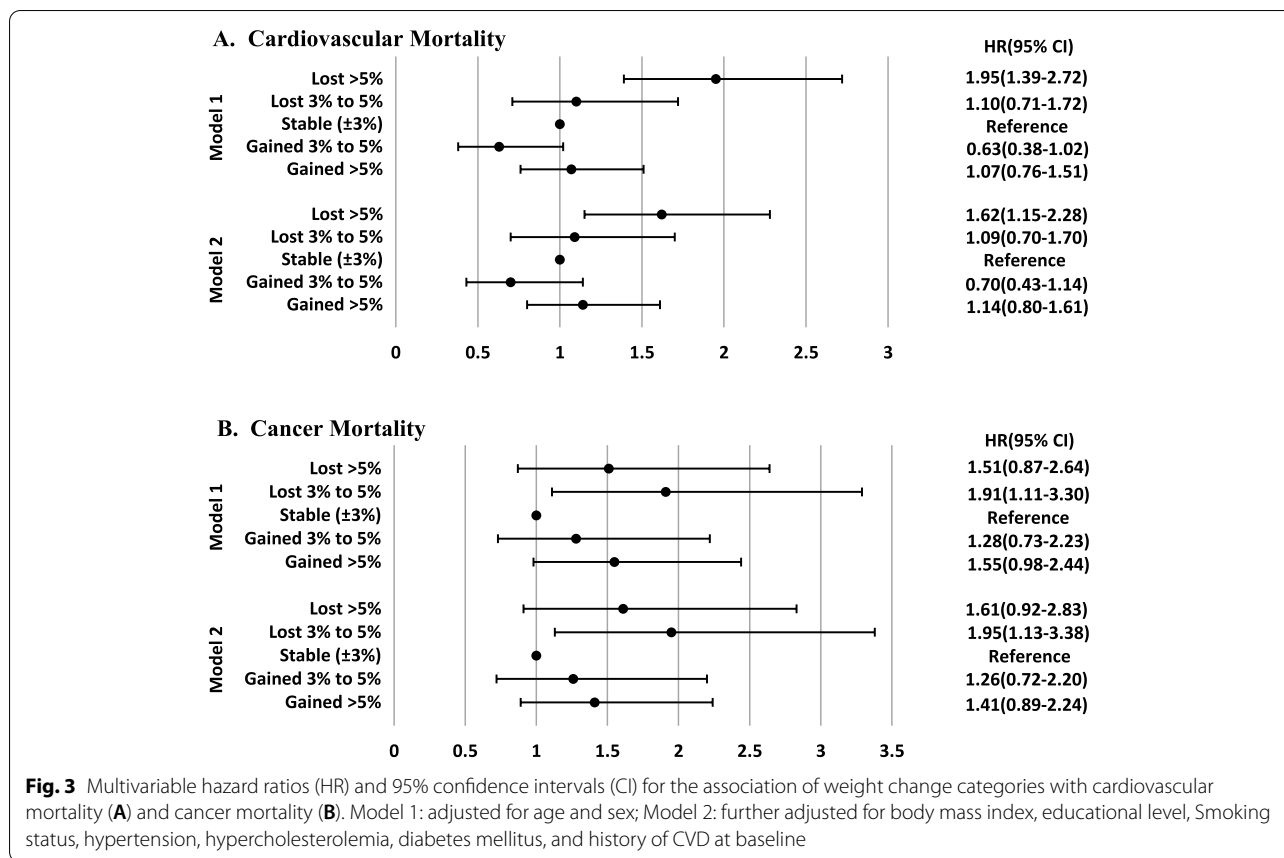 A. Cardiovascular Mortality
HR(95% CI)
Model 1
Lost >5% 1.95(1.39-2.72)
Lost 3% to 5% 1.10(0.71-1.72)
Stable (±3%) Reference
Gained 3% to 5% 0.63(0.38-1.02)
Gained >5% 1.07(0.76-1.51)
Model 2
Lost >5% 1.62(1.15-2.28)
Lost 3% to 5% 1.09(0.70-1.70)
Stable (±3%) Reference
Gained 3% to 5% 0.70(0.43-1.14)
Gained >5% 1.14(0.80-1.61)
0 0.5 1 1.5 2 2.5 3
B. Cancer Mortality
HR(95% CI)
Model 1
Lost >5% 1.51(0.87-2.64)
Lost 3% to 5% 1.91(1.11-3.30)
Stable (±3%) Reference
Gained 3% to 5% 1.28(0.73-2.23)
Gained >5% 1.55(0.98-2.44)
Model 2
Lost >5% 1.61(0.92-2.83)
Lost 3% to 5% 1.95(1.13-3.38)
Stable (±3%) Reference
Gained 3% to 5% 1.26(0.72-2.20)
Gained >5% 1.41(0.89-2.24)
0 0.5 1 1.5 2 2.5 3 3.5
Fig. 3 Multivariable hazard ratios (HR) and 95% confidence intervals (CI) for the association of weight change categories with cardiovascular
mortality (A) and cancer mortality (B). Model 1: adjusted for age and sex; Model 2: further adjusted for body mass index, educational level, Smoking
status, hypertension, hypercholesterolemia, diabetes mellitus, and history of CVD at baseline